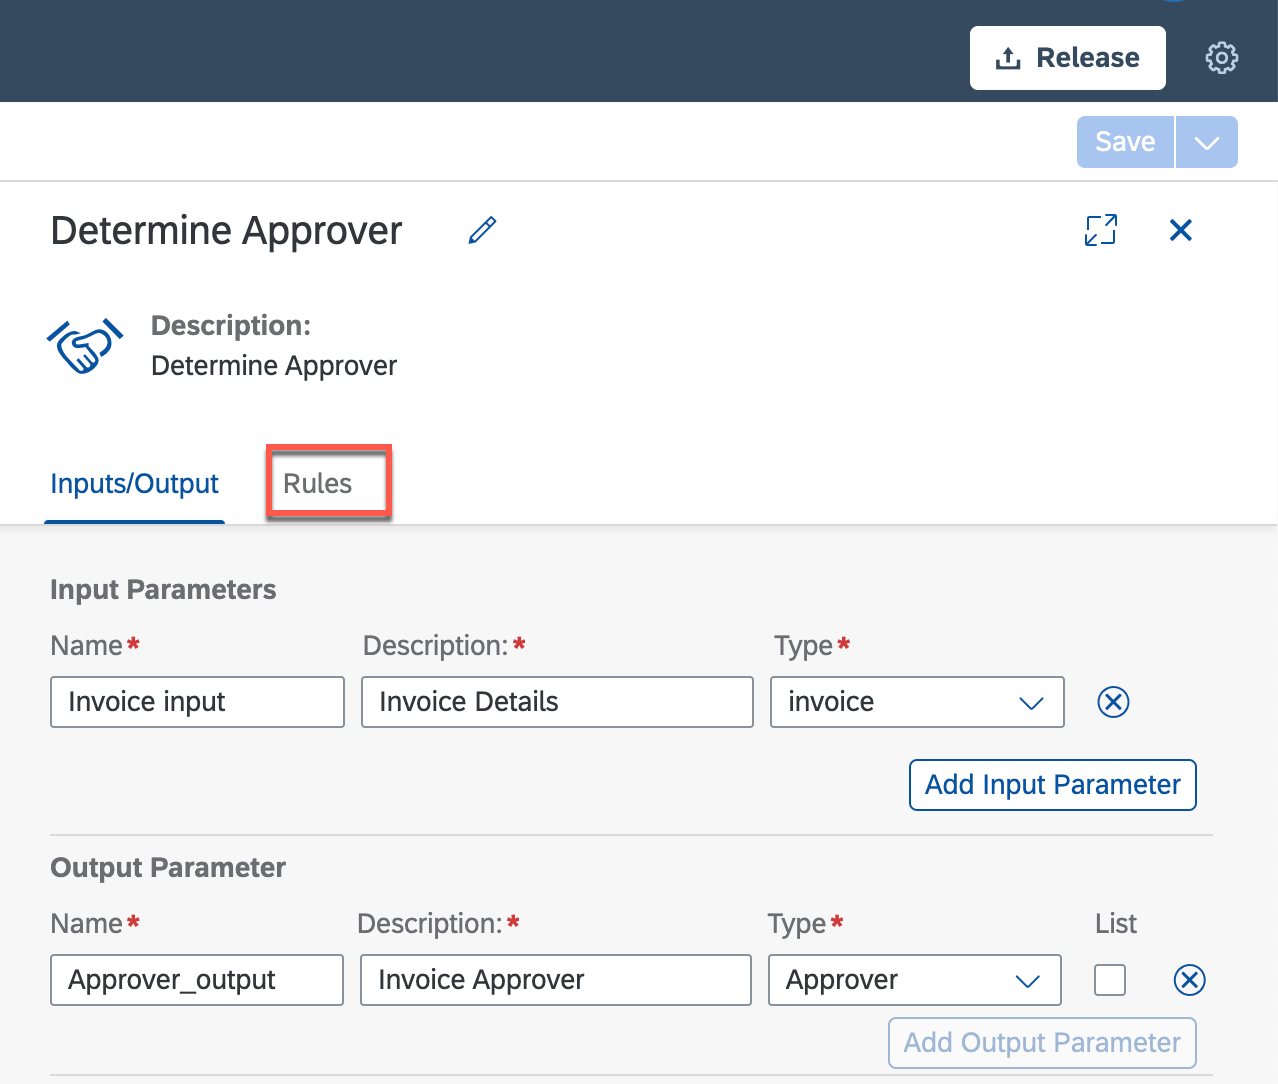 Release
Save
Determine Approver
Description:
Determine Approver
Inputs/Output Rules
Input Parameters
Name* Description:* Type*
Invoice input Invoice Details invoice
Add Input Parameter
Output Parameter
Name* Description:* Type* List
Approver_output Invoice Approver Approver
Add Output Parameter